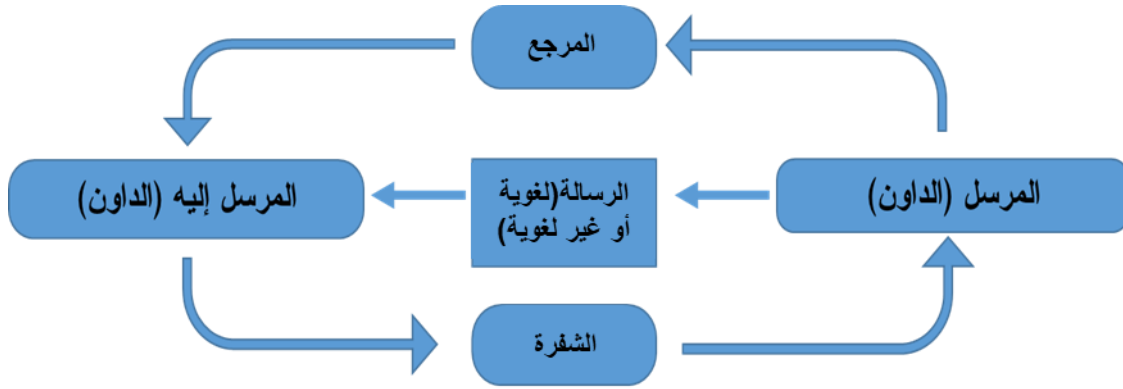 المرجع
المرسل (الداون)
الرسالة(لغوية
أو غير لغوية)
المرسل إليه (الداون)
الشفرة